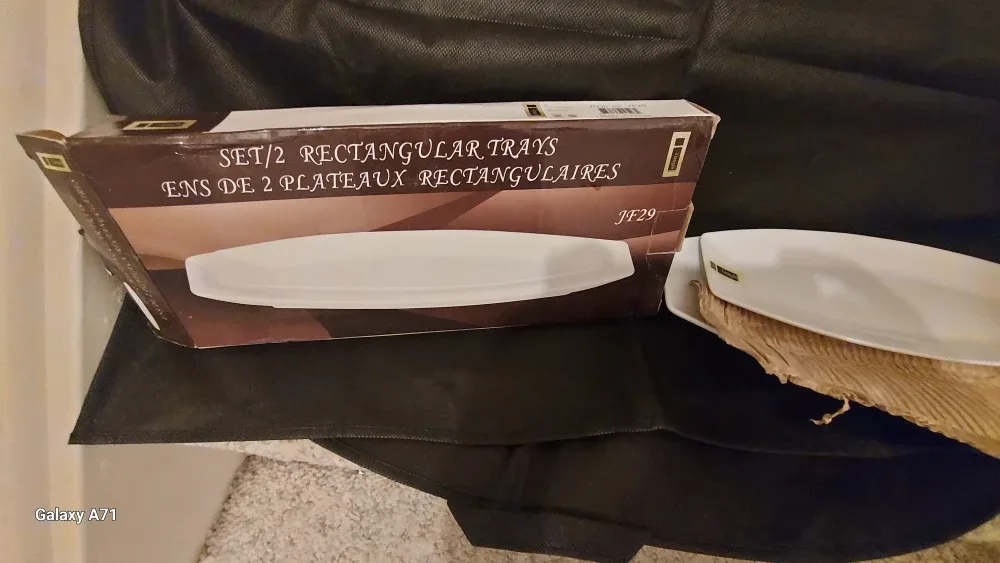 SET/2 RECTANGULAR TRAYS
ENS DE 2 PLATEAUX RECTANGULAIRES
JF29
Galaxy A71